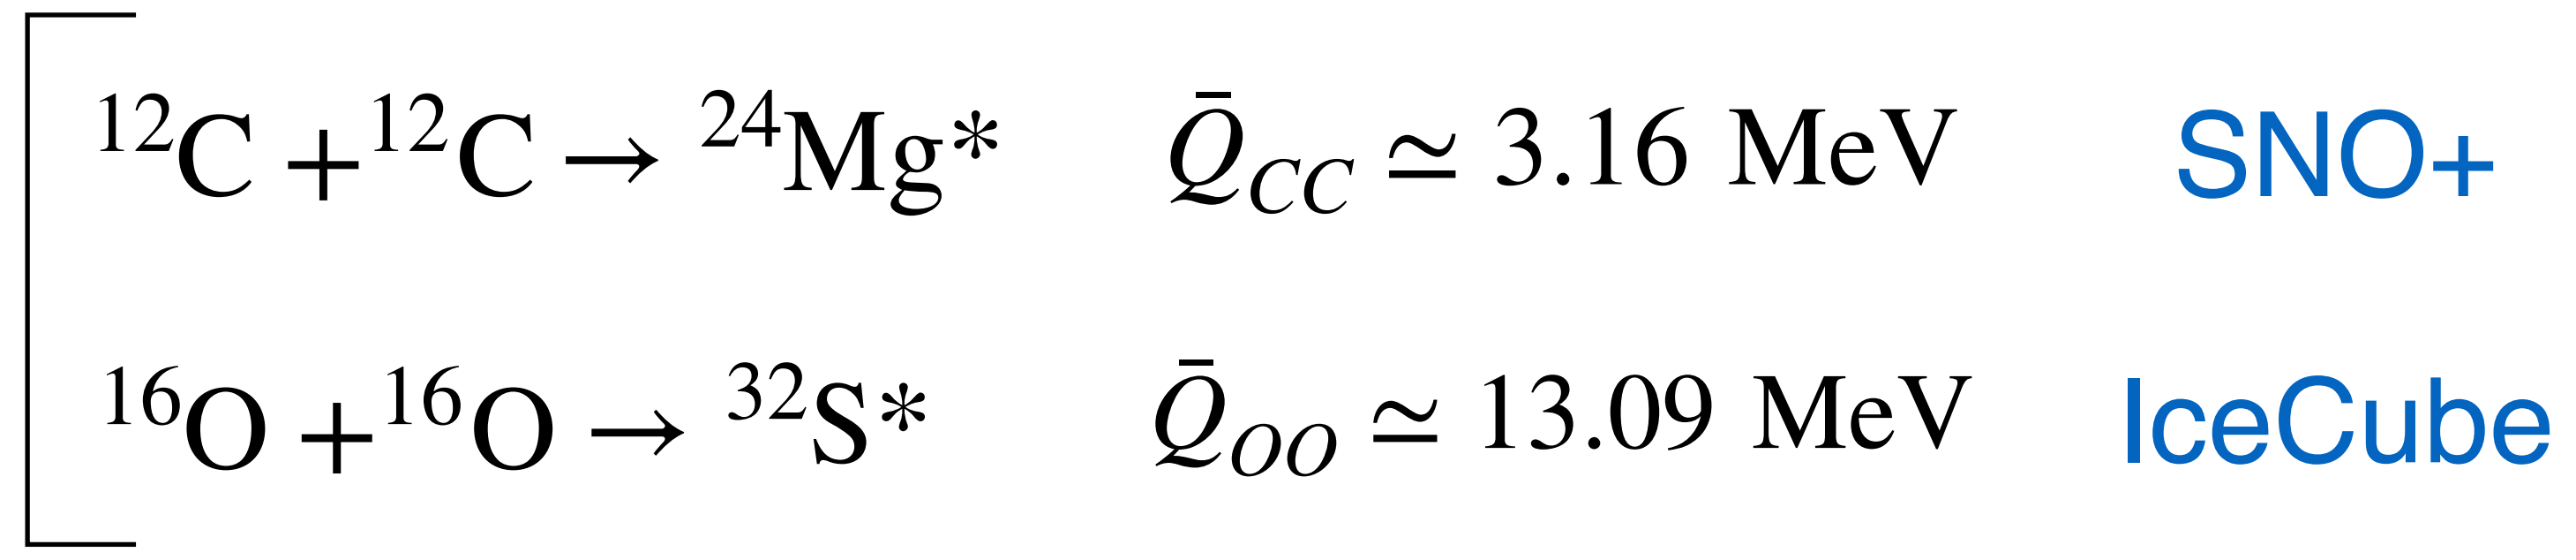 ¹²C + ¹²C → ²⁴Mg* Q̄_CC ≃ 3.16 MeV SNO+
¹⁶O + ¹⁶O → ³²S* Q̄_OO ≃ 13.09 MeV IceCube